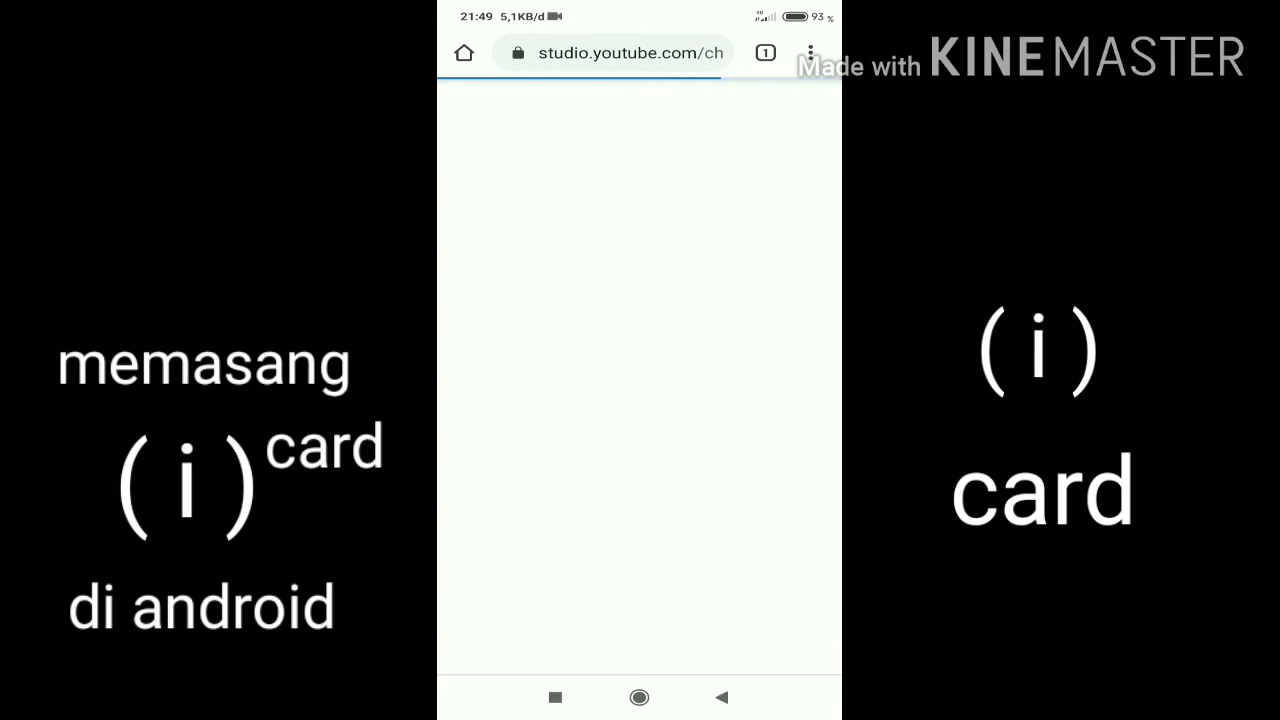 21:49 5,1KB/d
93 %
studio.youtube.com/ch
1
Made with KINEMASTER
memasang
( i ) card
di android
( i )
card